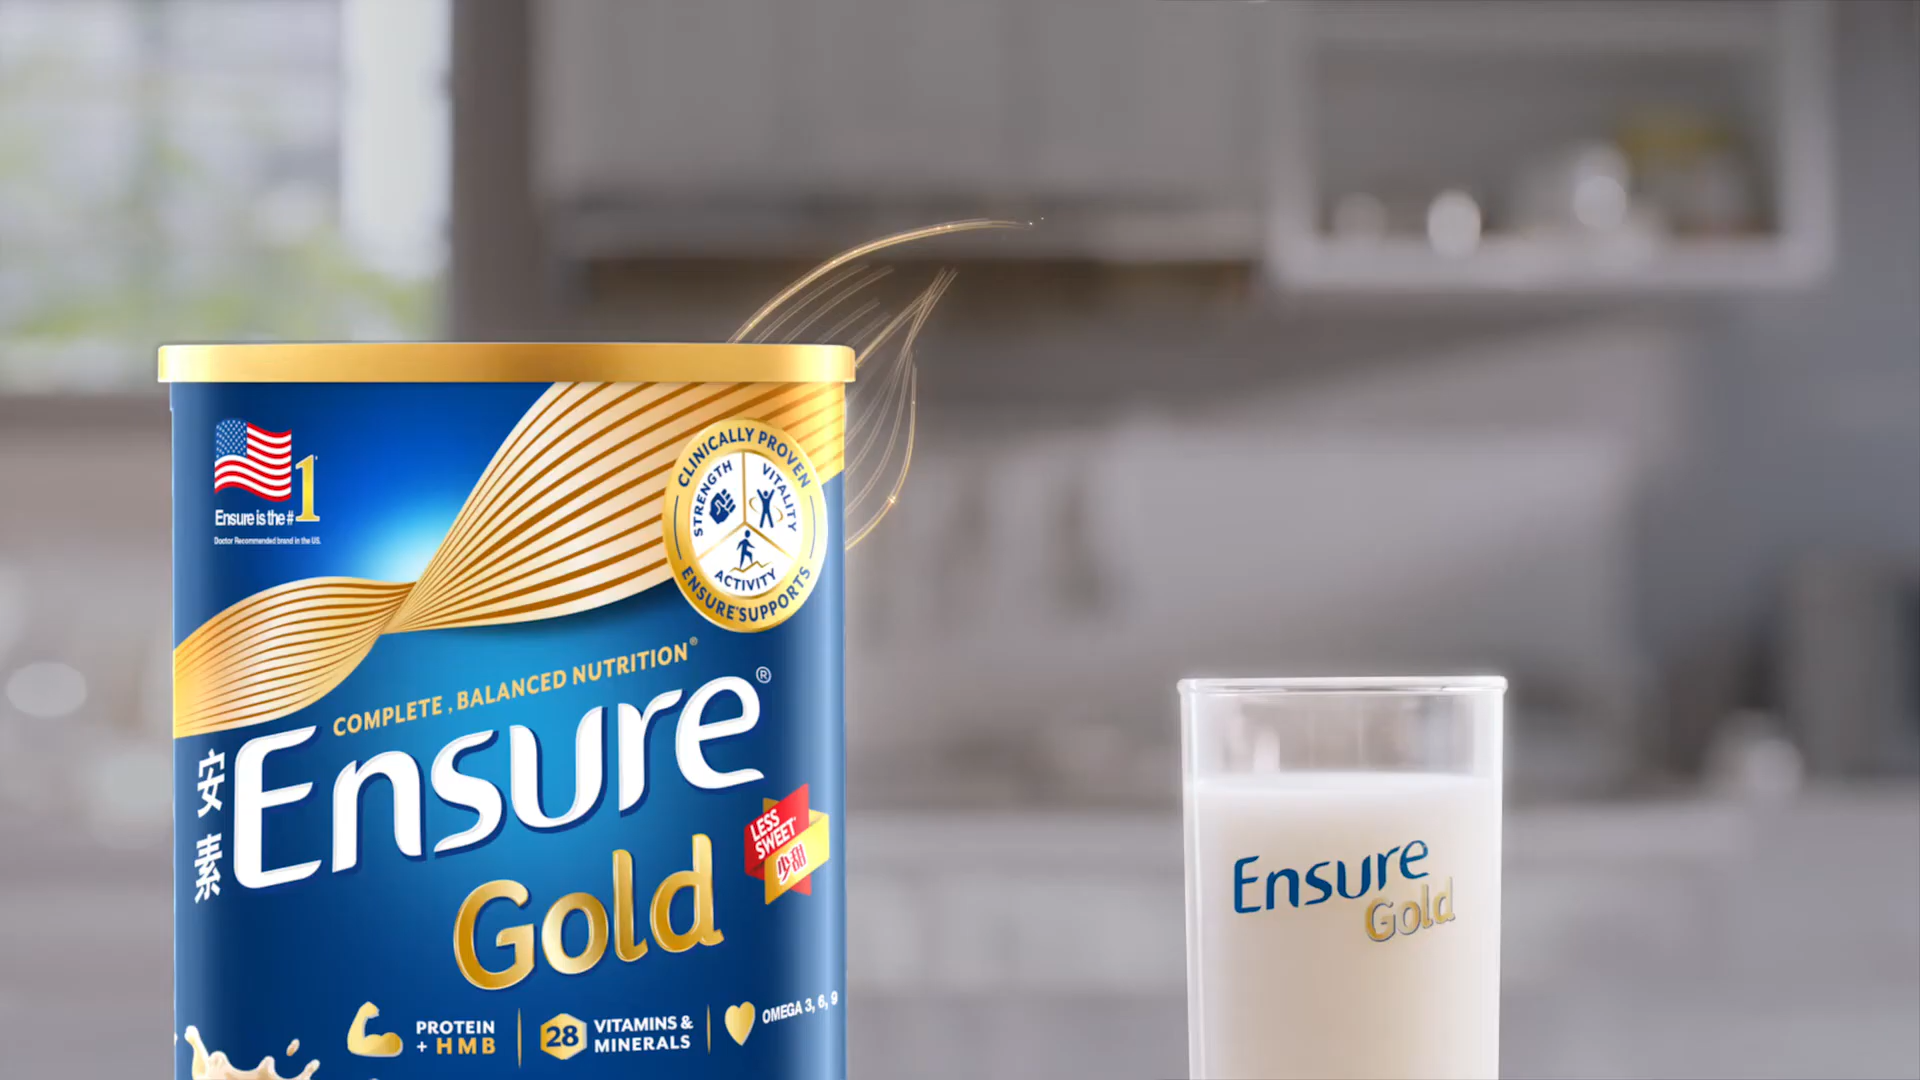 Ensure is the #1
Doctor Recommended brand in the US.
CLINICALLY PROVEN
STRENGTH
VITALITY
ACTIVITY
ENSURE® SUPPORTS
COMPLETE, BALANCED NUTRITION®
安素
Ensure®
Gold
LESS
SWEET
少甜
PROTEIN
+ HMB
28
VITAMINS &
MINERALS
OMEGA 3, 6, 9
Ensure
Gold